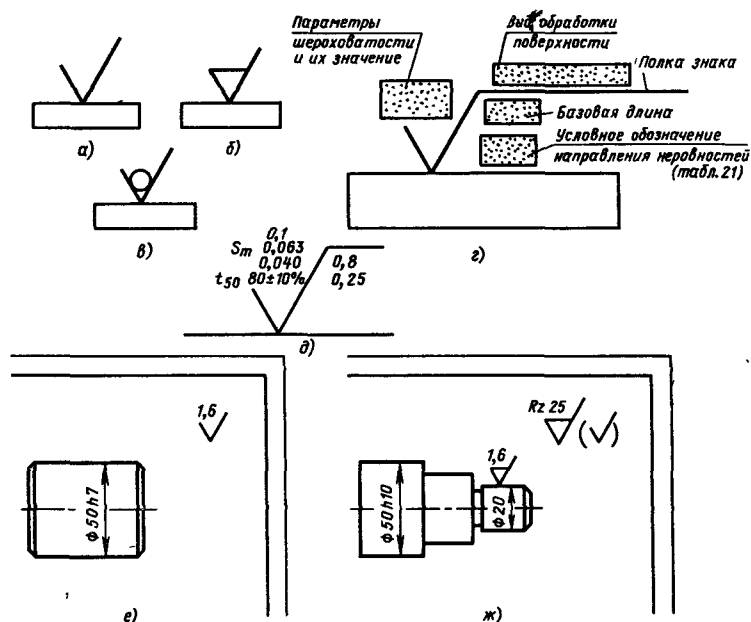 а)
б)
в)
Параметры
шероховатости
и их значение
Вид обработки
поверхности
Полка знака
Базовая длина
Условное обозначение
направления неровностей
(табл. 21)
г)
0,1
Sm 0,063
0,040
t50 80±10%
0,8
0,25
д)
1,6
Ф50h7
е)
Rz 25
( )
1,6
Ф50h10
Ф20
ж)